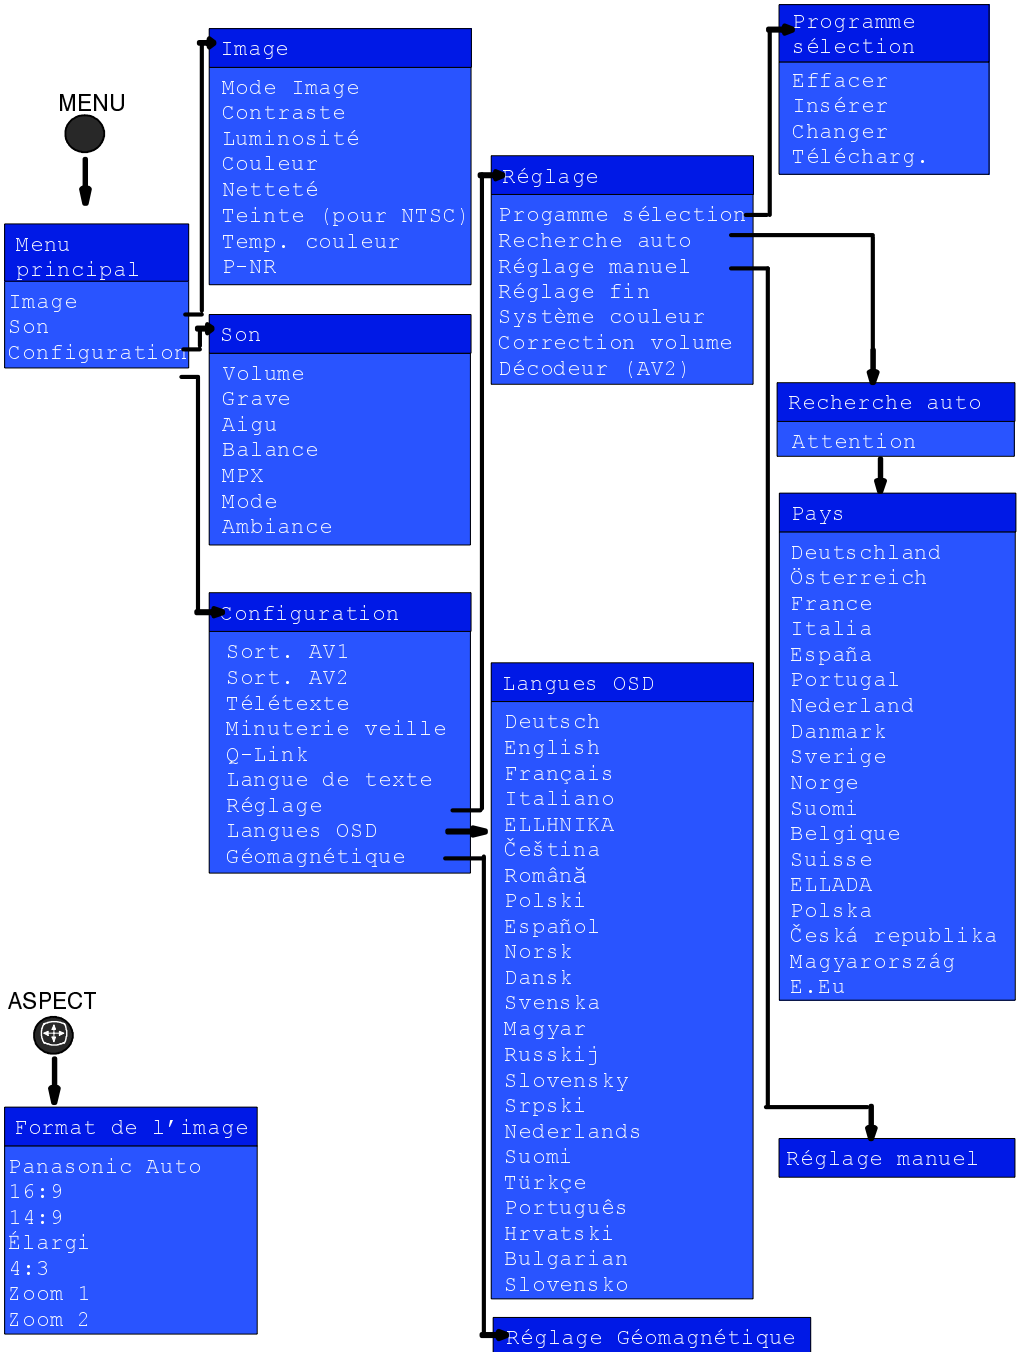 MENU
Menu
principal
Image
Son
Configuration
Image
Mode Image
Contraste
Luminosité
Couleur
Netteté
Teinte (pour NTSC)
Temp. couleur
P-NR
Son
Volume
Grave
Aigu
Balance
MPX
Mode
Ambiance
Configuration
Sort. AV1
Sort. AV2
Télétexte
Minuterie veille
Q-Link
Langue de texte
Réglage
Langues OSD
Géomagnétique
Réglage
Progamme sélection
Recherche auto
Réglage manuel
Réglage fin
Système couleur
Correction volume
Décodeur (AV2)
Programme
sélection
Effacer
Insérer
Changer
Télécharg.
Recherche auto
Attention
Pays
Deutschland
Österreich
France
Italia
España
Portugal
Nederland
Danmark
Sverige
Norge
Suomi
Belgique
Suisse
ELLADA
Polska
Česká republika
Magyarország
E.Eu
Langues OSD
Deutsch
English
Français
Italiano
ELLHNIKA
Čeština
Română
Polski
Español
Norsk
Dansk
Svenska
Magyar
Russkij
Slovensky
Srpski
Nederlands
Suomi
Türkçe
Português
Hrvatski
Bulgarian
Slovensko
Réglage manuel
Réglage Géomagnétique
ASPECT
Format de l'image
Panasonic Auto
16:9
14:9
Élargi
4:3
Zoom 1
Zoom 2